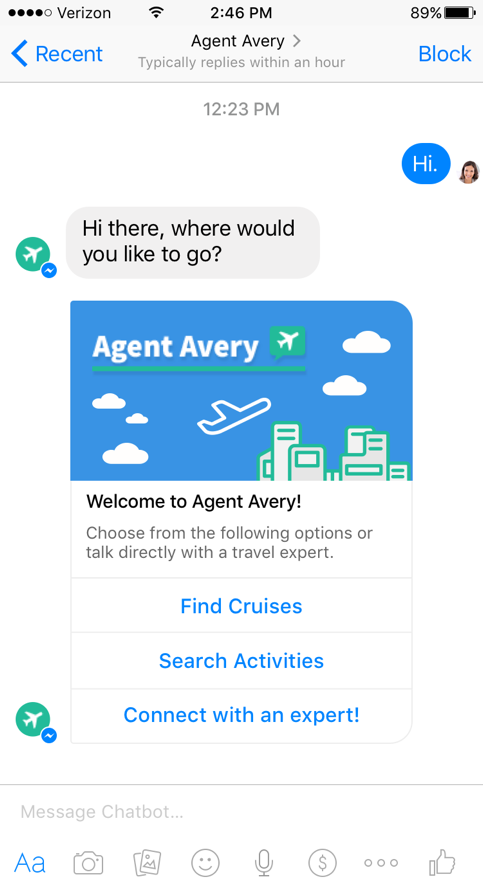 Verizon 2:46 PM 89%
Recent Agent Avery Block
Typically replies within an hour
12:23 PM
Hi.
Hi there, where would
you like to go?
Agent Avery
Welcome to Agent Avery!
Choose from the following options or
talk directly with a travel expert.
Find Cruises
Search Activities
Connect with an expert!
Message Chatbot...
Aa
$